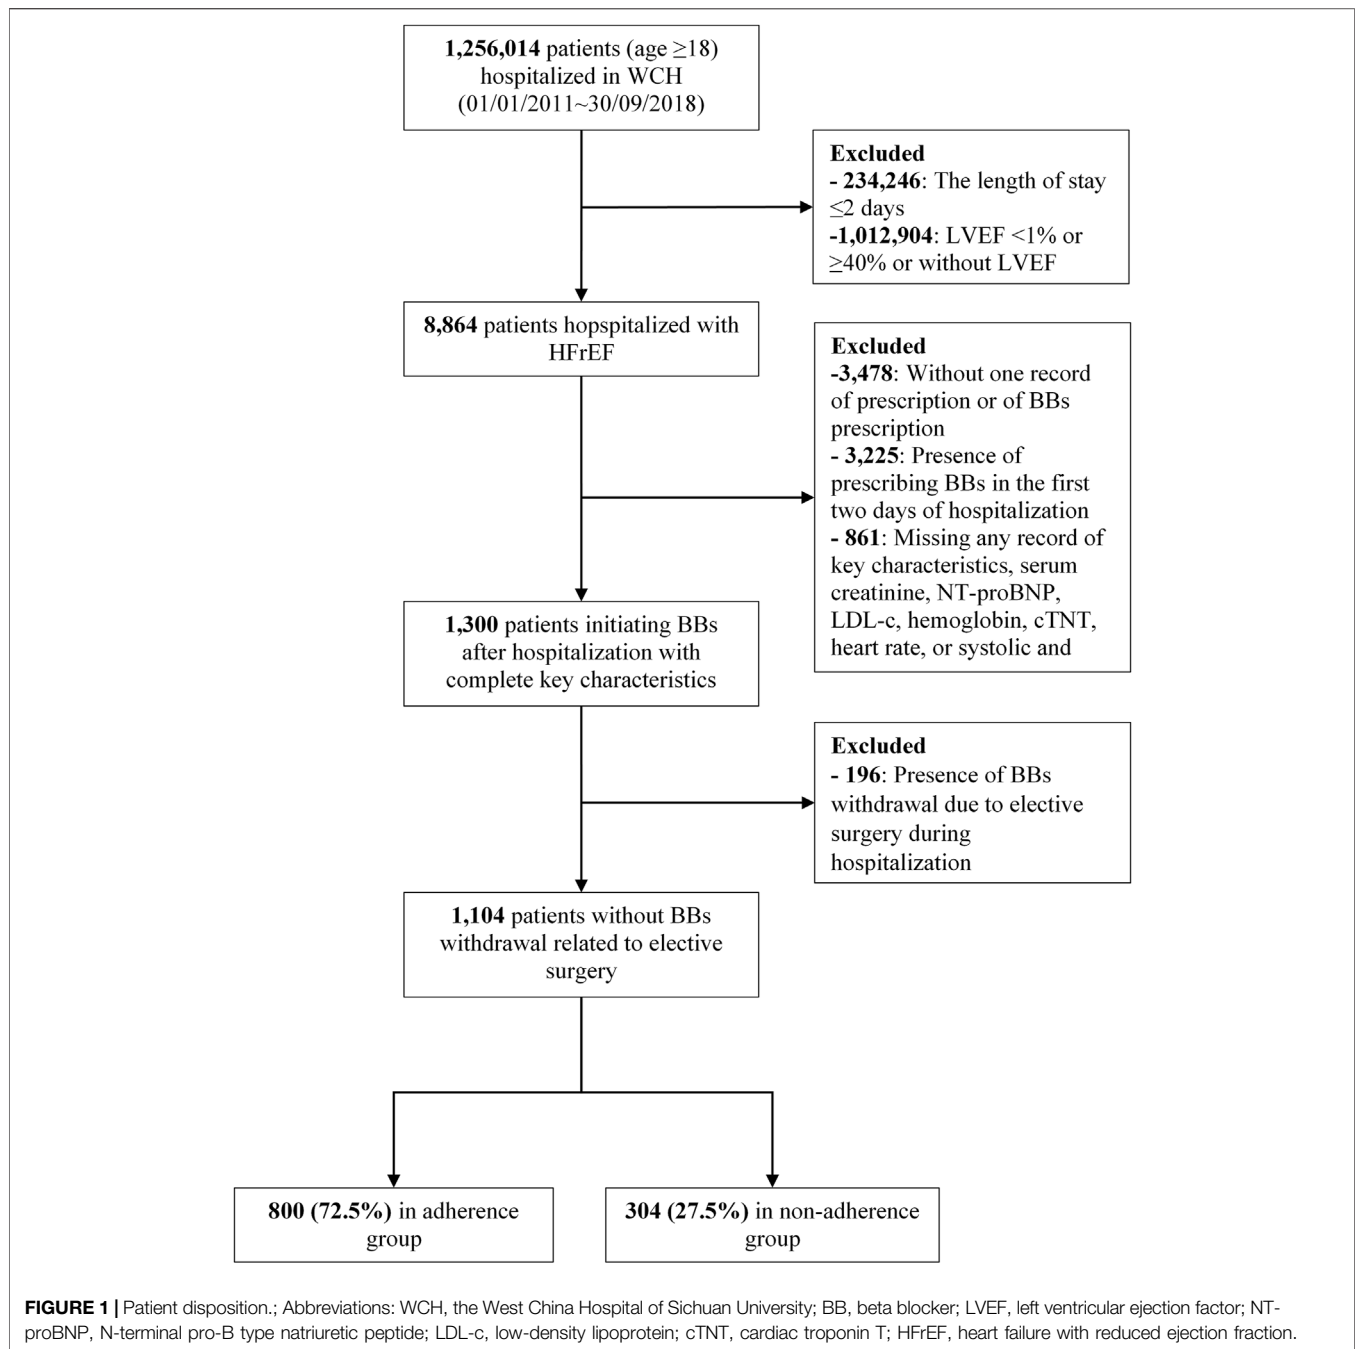 1,256,014 patients (age ≥18)
hospitalized in WCH
(01/01/2011~30/09/2018)
Excluded
- 234,246: The length of stay
≤2 days
-1,012,904: LVEF <1% or
≥40% or without LVEF
8,864 patients hopspitalized with
HFrEF
Excluded
-3,478: Without one record
of prescription or of BBs
prescription
- 3,225: Presence of
prescribing BBs in the first
two days of hospitalization
- 861: Missing any record of
key characteristics, serum
creatinine, NT-proBNP,
LDL-c, hemoglobin, cTNT,
heart rate, or systolic and
1,300 patients initiating BBs
after hospitalization with
complete key characteristics
Excluded
- 196: Presence of BBs
withdrawal due to elective
surgery during
hospitalization
1,104 patients without BBs
withdrawal related to elective
surgery
800 (72.5%) in adherence
group
304 (27.5%) in non-adherence
group
FIGURE 1 | Patient disposition.; Abbreviations: WCH, the West China Hospital of Sichuan University; BB, beta blocker; LVEF, left ventricular ejection factor; NT-
proBNP, N-terminal pro-B type natriuretic peptide; LDL-c, low-density lipoprotein; cTNT, cardiac troponin T; HFrEF, heart failure with reduced ejection fraction.